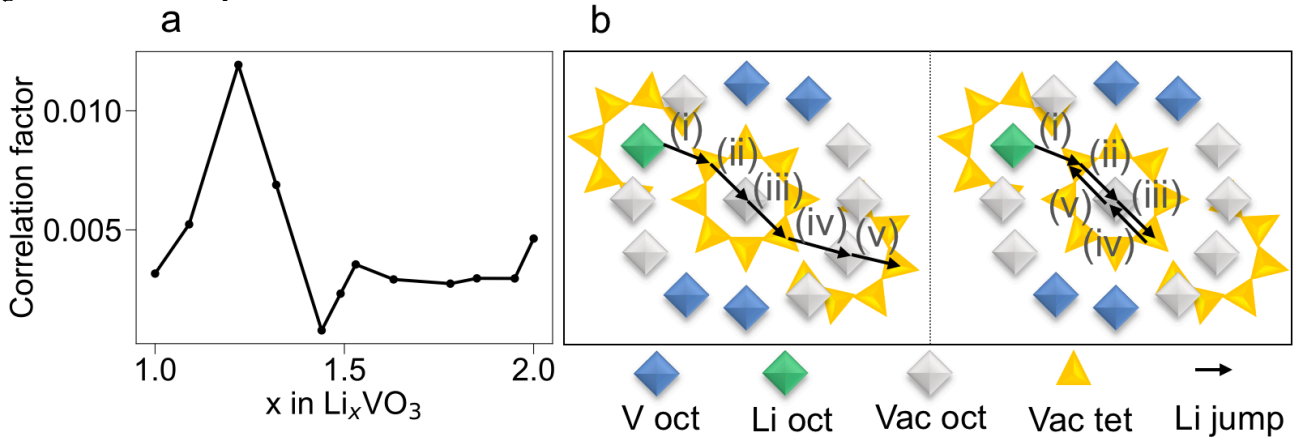 a
b
Correlation factor
0.010
0.005
1.0
1.5
2.0
x in LiₓVO₃
(i)
(ii)
(iii)
(iv)
(v)
(i)
(ii)
(iii)
(v)
(iv)
V oct
Li oct
Vac oct
Vac tet
Li jump